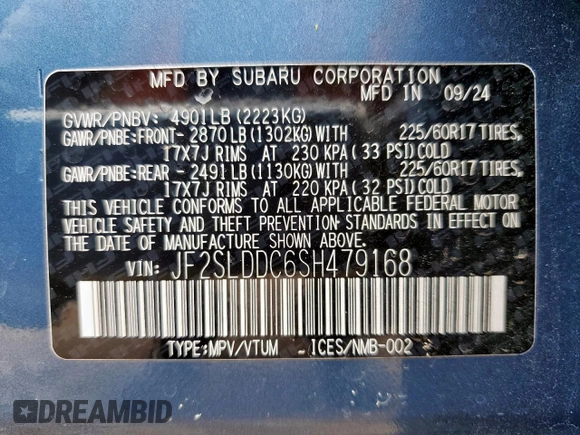 MFD BY SUBARU CORPORATION
MFD IN 09/24
GVWR/PNBV: 4901LB (2223KG)
GAWR/PNBE:FRONT- 2870LB (1302KG) WITH 225/60R17 TIRES,
17X7J RIMS AT 230 KPA (33 PSI) COLD
GAWR/PNBE:REAR - 2491LB (1130KG) WITH 225/60R17 TIRES,
17X7J RIMS AT 220 KPA (32 PSI) COLD
THIS VEHICLE CONFORMS TO ALL APPLICABLE FEDERAL MOTOR
VEHICLE SAFETY AND THEFT PREVENTION STANDARDS IN EFFECT
ON THE DATE OF MANUFACTURE SHOWN ABOVE.
VIN: JF2SLDDC6SH479168
TYPE:MPV/VTUM ICES/NMB-002
DREAMBID